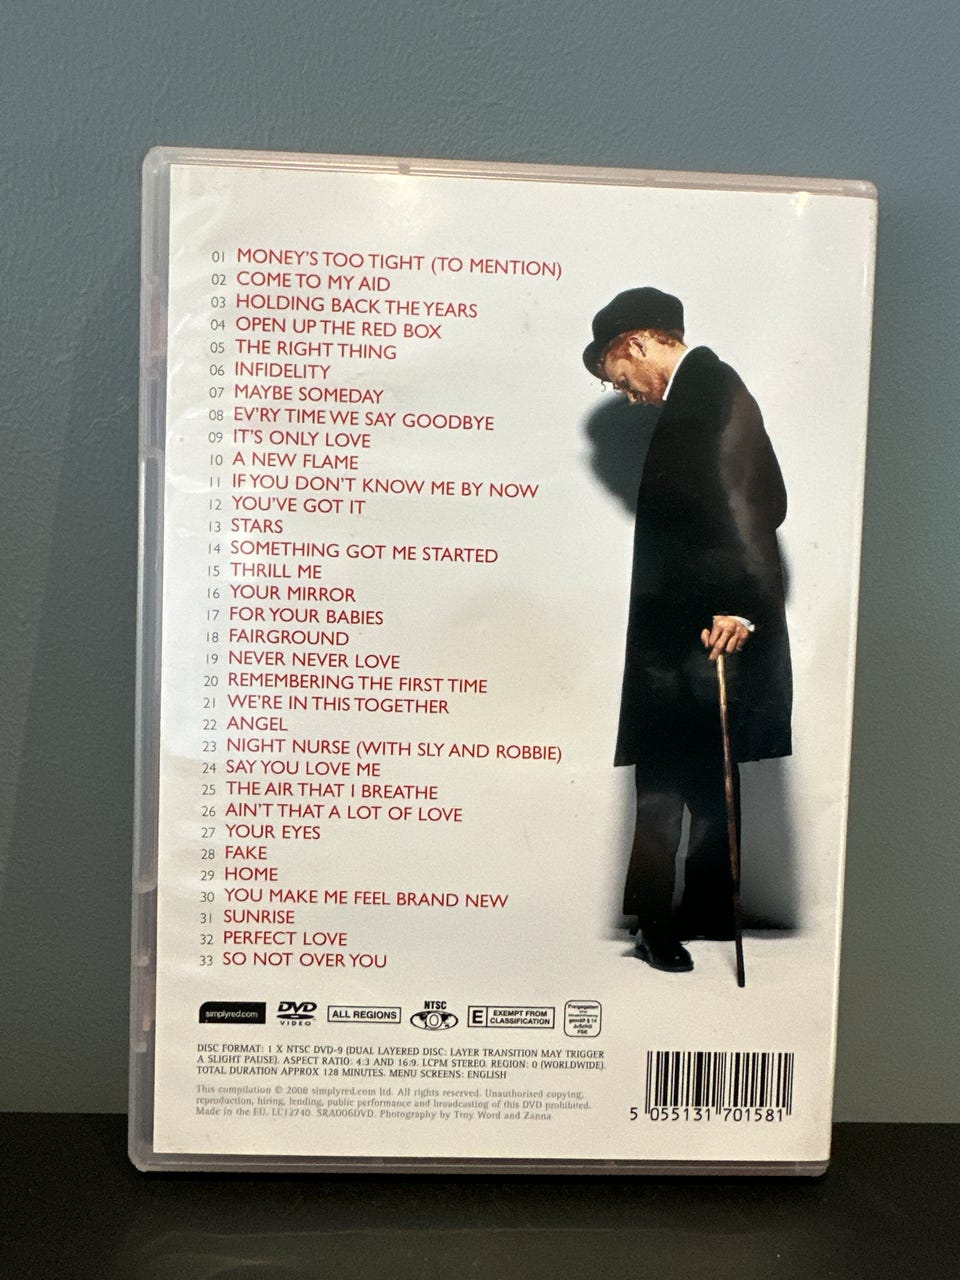 01 MONEY'S TOO TIGHT (TO MENTION)
02 COME TO MY AID
03 HOLDING BACK THE YEARS
04 OPEN UP THE RED BOX
05 THE RIGHT THING
06 INFIDELITY
07 MAYBE SOMEDAY
08 EV'RY TIME WE SAY GOODBYE
09 IT'S ONLY LOVE
10 A NEW FLAME
11 IF YOU DON'T KNOW ME BY NOW
12 YOU'VE GOT IT
13 STARS
14 SOMETHING GOT ME STARTED
15 THRILL ME
16 YOUR MIRROR
17 FOR YOUR BABIES
18 FAIRGROUND
19 NEVER NEVER LOVE
20 REMEMBERING THE FIRST TIME
21 WE'RE IN THIS TOGETHER
22 ANGEL
23 NIGHT NURSE (WITH SLY AND ROBBIE)
24 SAY YOU LOVE ME
25 THE AIR THAT I BREATHE
26 AIN'T THAT A LOT OF LOVE
27 YOUR EYES
28 FAKE
29 HOME
30 YOU MAKE ME FEEL BRAND NEW
31 SUNRISE
32 PERFECT LOVE
33 SO NOT OVER YOU
simplyred.com
DVD
VIDEO
ALL REGIONS
NTSC
0
E EXEMPT FROM
CLASSIFICATION
Freigegeben
gemäß § 14
JuSchG
FSK
DISC FORMAT: 1 X NTSC DVD-9 (DUAL LAYERED DISC: LAYER TRANSITION MAY TRIGGER
A SLIGHT PAUSE). ASPECT RATIO: 4:3 AND 16:9. LCPM STEREO. REGION: 0 (WORLDWIDE).
TOTAL DURATION APPROX 128 MINUTES. MENU SCREENS: ENGLISH
This compilation © 2008 simplyred.com ltd. All rights reserved. Unauthorised copying,
reproduction, hiring, lending, public performance and broadcasting of this DVD prohibited.
Made in the EU. LC12740. SRA006DVD. Photography by Troy Word and Zanna
5 055131 701581